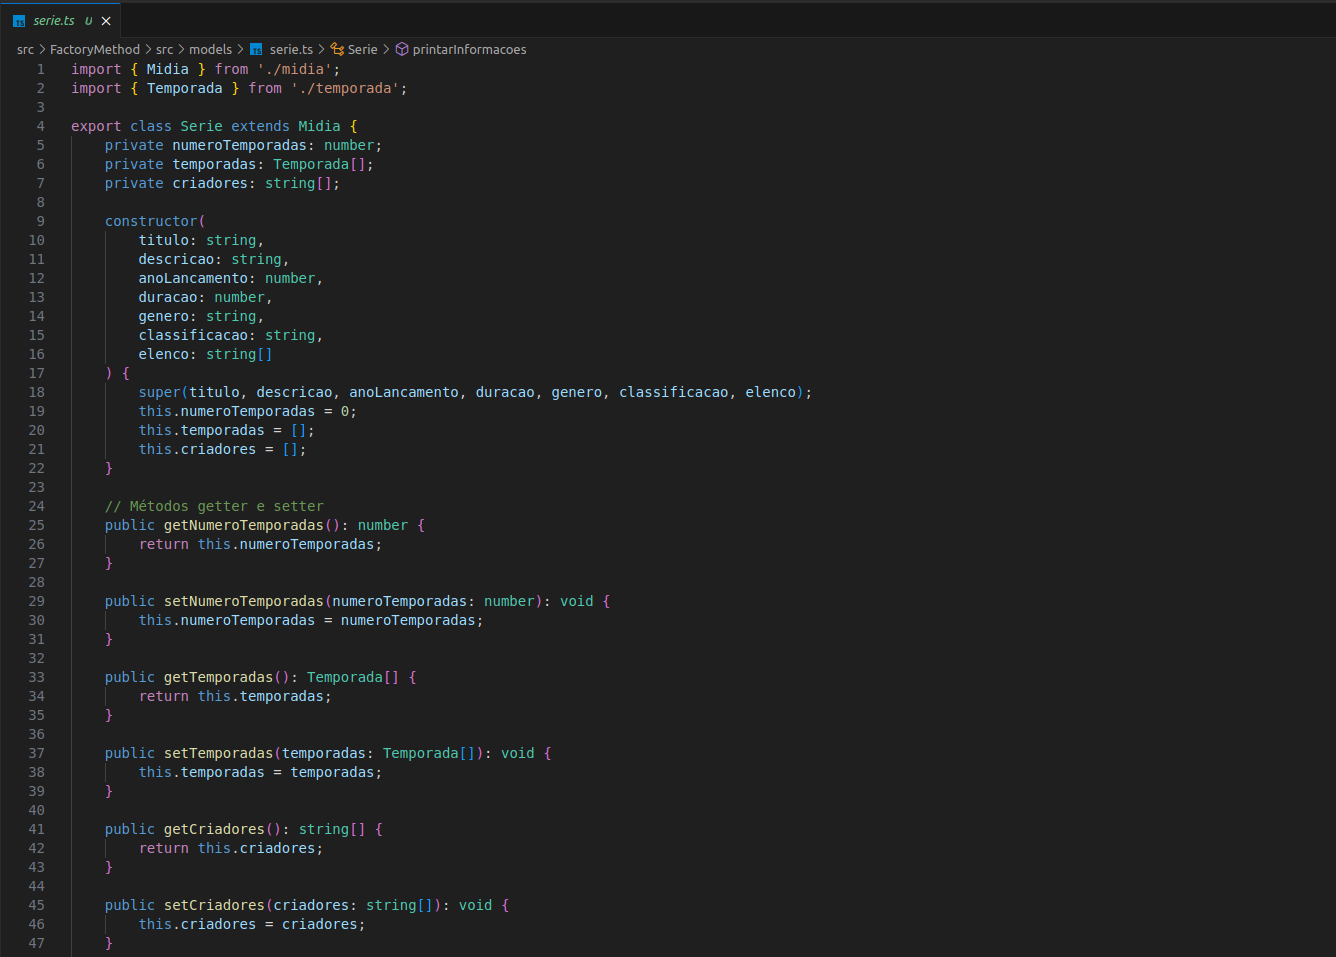 serie.ts U
src FactoryMethod src models serie.ts Serie printarInformacoes
1 import { Midia } from './midia';
2 import { Temporada } from './temporada';
3
4 export class Serie extends Midia {
5 private numeroTemporadas: number;
6 private temporadas: Temporada[];
7 private criadores: string[];
8
9 constructor(
10 titulo: string,
11 descricao: string,
12 anoLancamento: number,
13 duracao: number,
14 genero: string,
15 classificacao: string,
16 elenco: string[]
17 ) {
18 super(titulo, descricao, anoLancamento, duracao, genero, classificacao, elenco);
19 this.numeroTemporadas = 0;
20 this.temporadas = [];
21 this.criadores = [];
22 }
23
24 // Métodos getter e setter
25 public getNumeroTemporadas(): number {
26 return this.numeroTemporadas;
27 }
28
29 public setNumeroTemporadas(numeroTemporadas: number): void {
30 this.numeroTemporadas = numeroTemporadas;
31 }
32
33 public getTemporadas(): Temporada[] {
34 return this.temporadas;
35 }
36
37 public setTemporadas(temporadas: Temporada[]): void {
38 this.temporadas = temporadas;
39 }
40
41 public getCriadores(): string[] {
42 return this.criadores;
43 }
44
45 public setCriadores(criadores: string[]): void {
46 this.criadores = criadores;
47 }